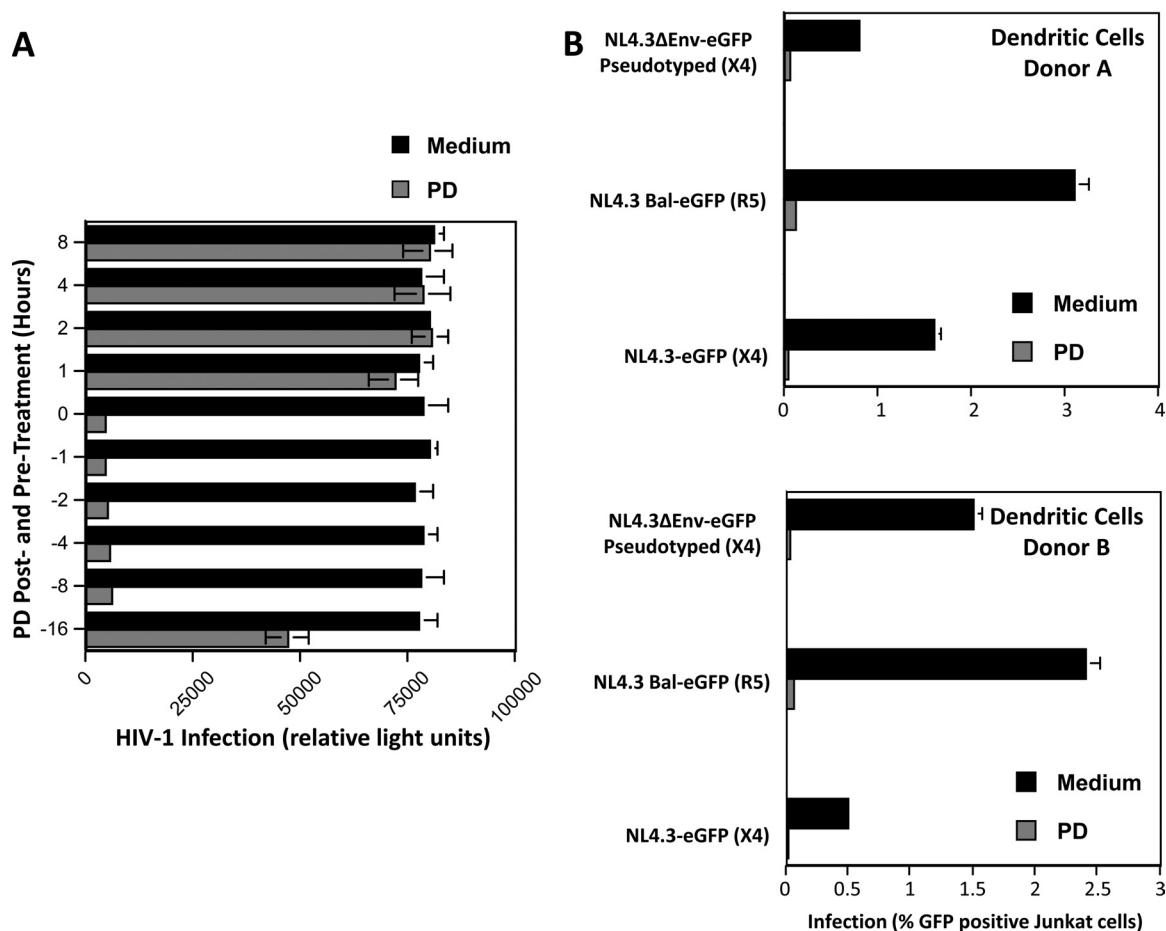 A
Medium
PD
PD Post- and Pre-Treatment (Hours)
8
4
2
1
0
-1
-2
-4
-8
-16
0
25000
50000
75000
100000
HIV-1 Infection (relative light units)
B
NL4.3ΔEnv-eGFP
Pseudotyped (X4)
NL4.3 Bal-eGFP (R5)
NL4.3-eGFP (X4)
Dendritic Cells
Donor A
Medium
PD
0 1 2 3 4
NL4.3ΔEnv-eGFP
Pseudotyped (X4)
NL4.3 Bal-eGFP (R5)
NL4.3-eGFP (X4)
Dendritic Cells
Donor B
Medium
PD
0 0.5 1 1.5 2 2.5 3
Infection (% GFP positive Junkat cells)